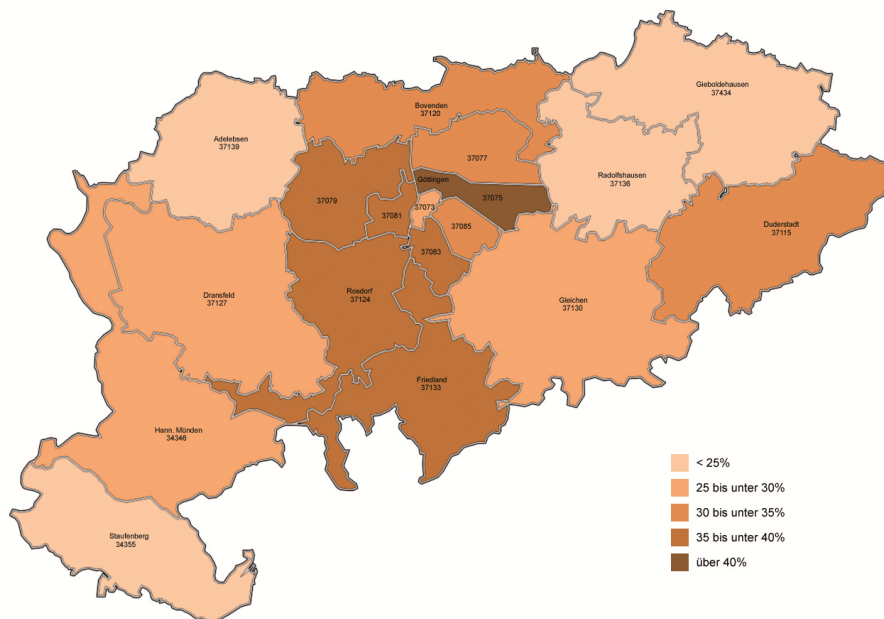 Gieboldehausen
37434
Bovenden
37120
Adelebsen
37139
37077
Radolfshausen
37136
Göttingen
37075
37079
37081
37073
37085
Duderstadt
37115
37083
Rosdorf
37124
Dransfeld
37127
Gleichen
37130
Friedland
37133
Hann. Münden
34346
Staufenberg
34355
< 25%
25 bis unter 30%
30 bis unter 35%
35 bis unter 40%
über 40%